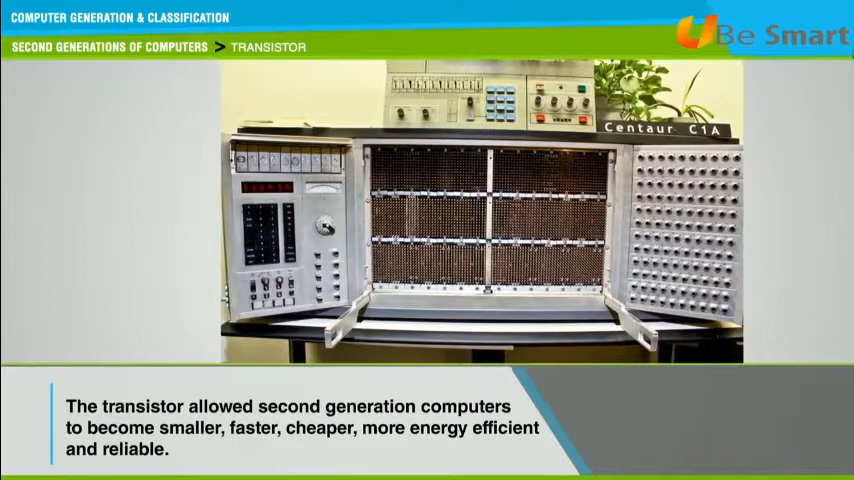 COMPUTER GENERATION & CLASSIFICATION
SECOND GENERATIONS OF COMPUTERS > TRANSISTOR
UBe Smart
Centaur C1A
The transistor allowed second generation computers
to become smaller, faster, cheaper, more energy efficient
and reliable.